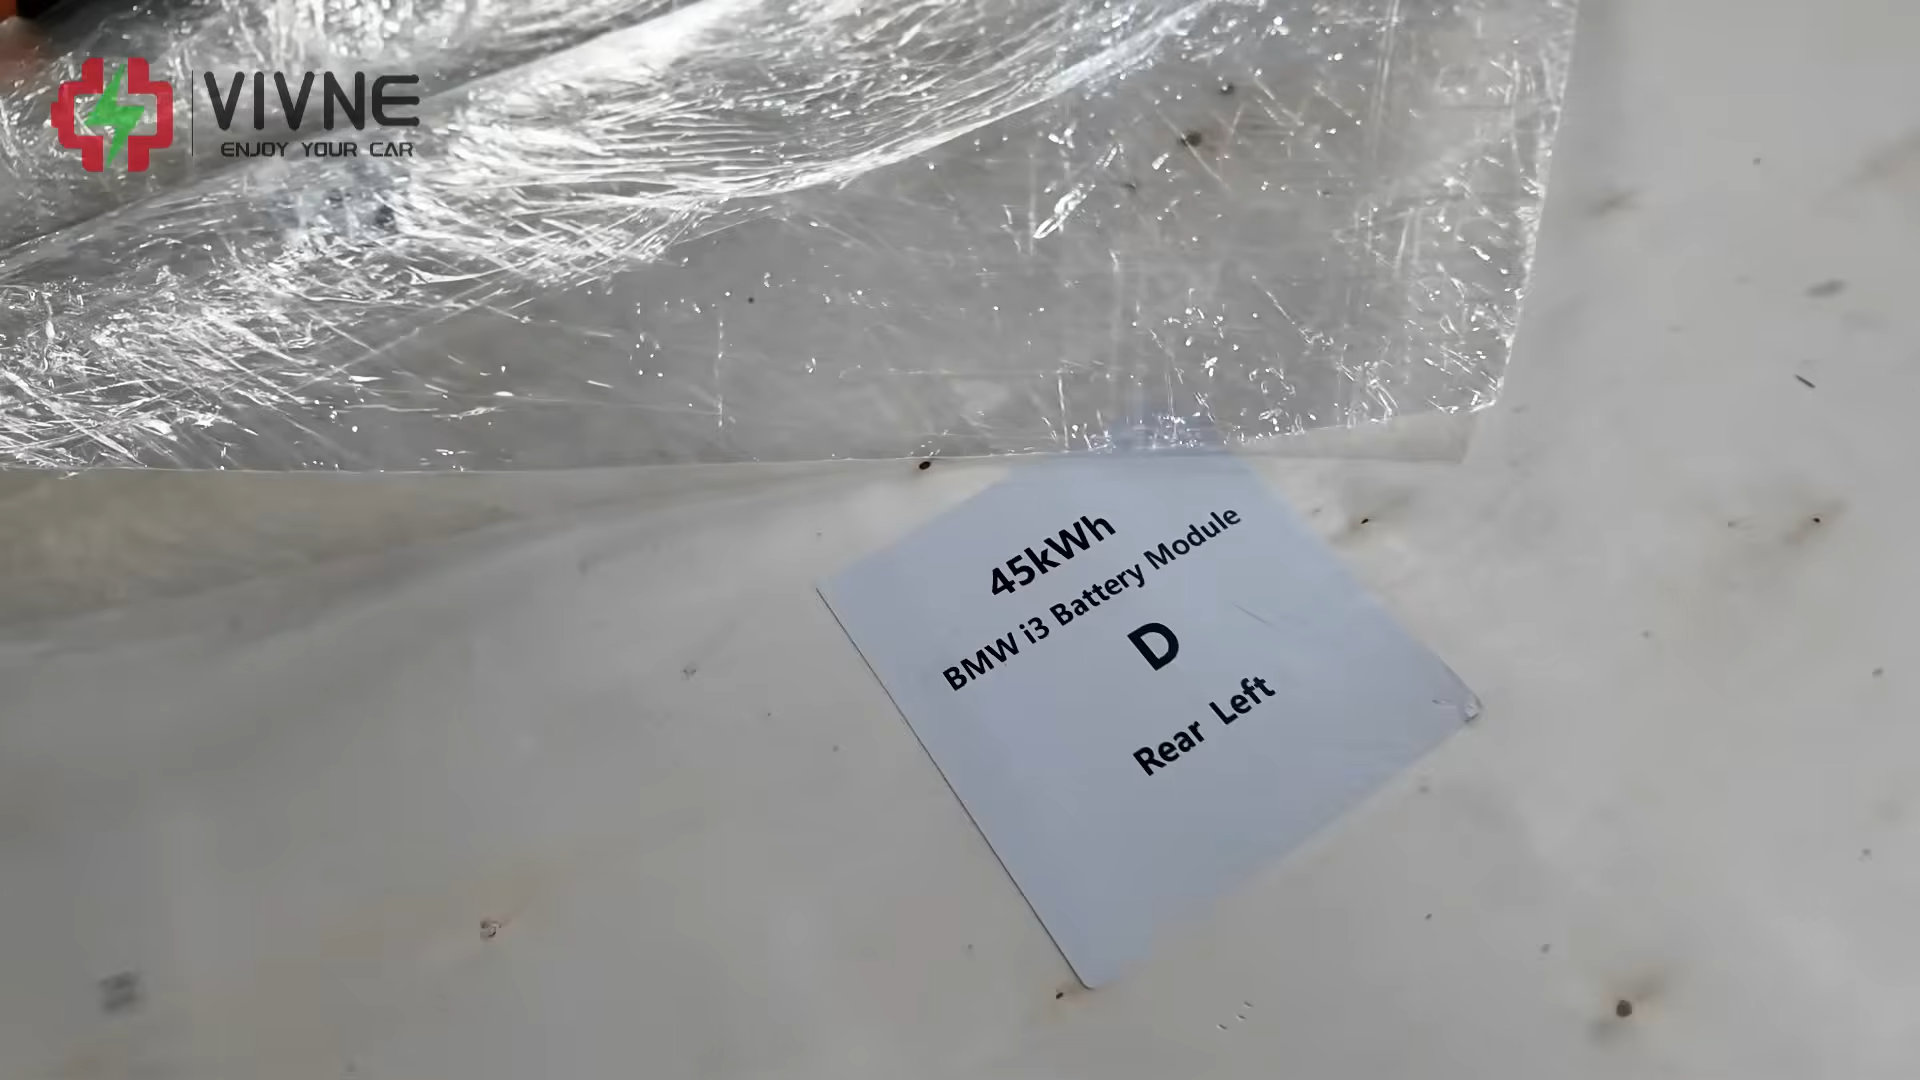 VIVNE
ENJOY YOUR CAR
45kWh
BMW i3 Battery Module
D
Rear Left